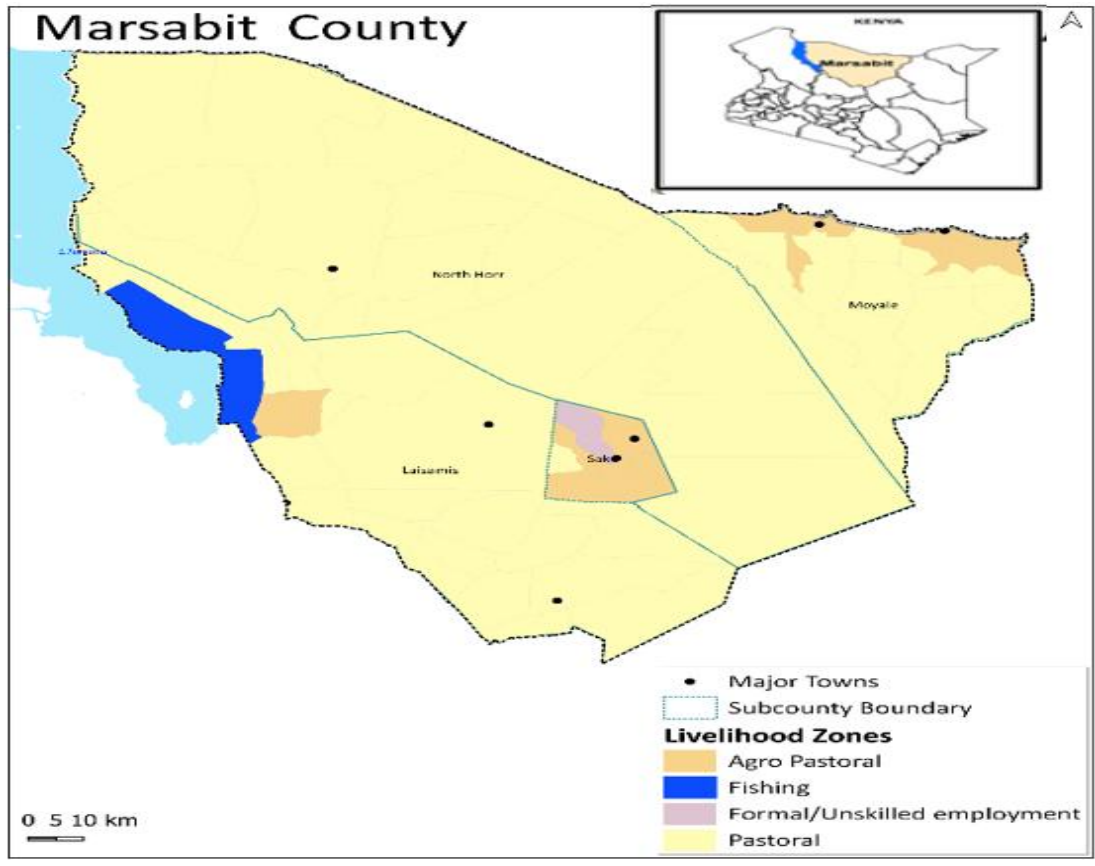 Marsabit County
KENYA
Marsabit
North Horr
Moyale
Laisamis
Major Towns
Subcounty Boundary
Livelihood Zones
Agro Pastoral
Fishing
Formal/Unskilled employment
Pastoral
0 5 10 km